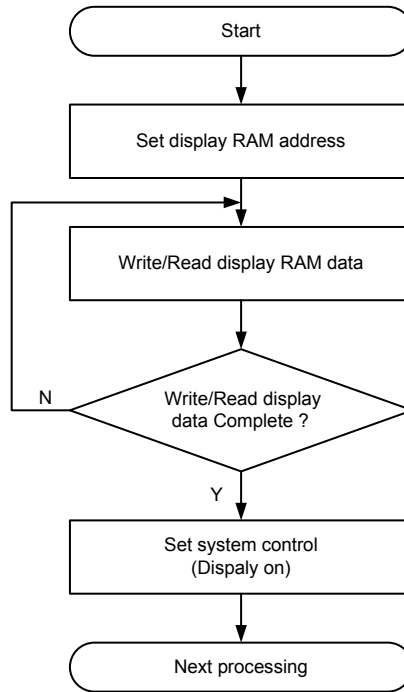 Start
Set display RAM address
Write/Read display RAM data
Write/Read display
data Complete ?
N
Y
Set system control
(Dispaly on)
Next processing